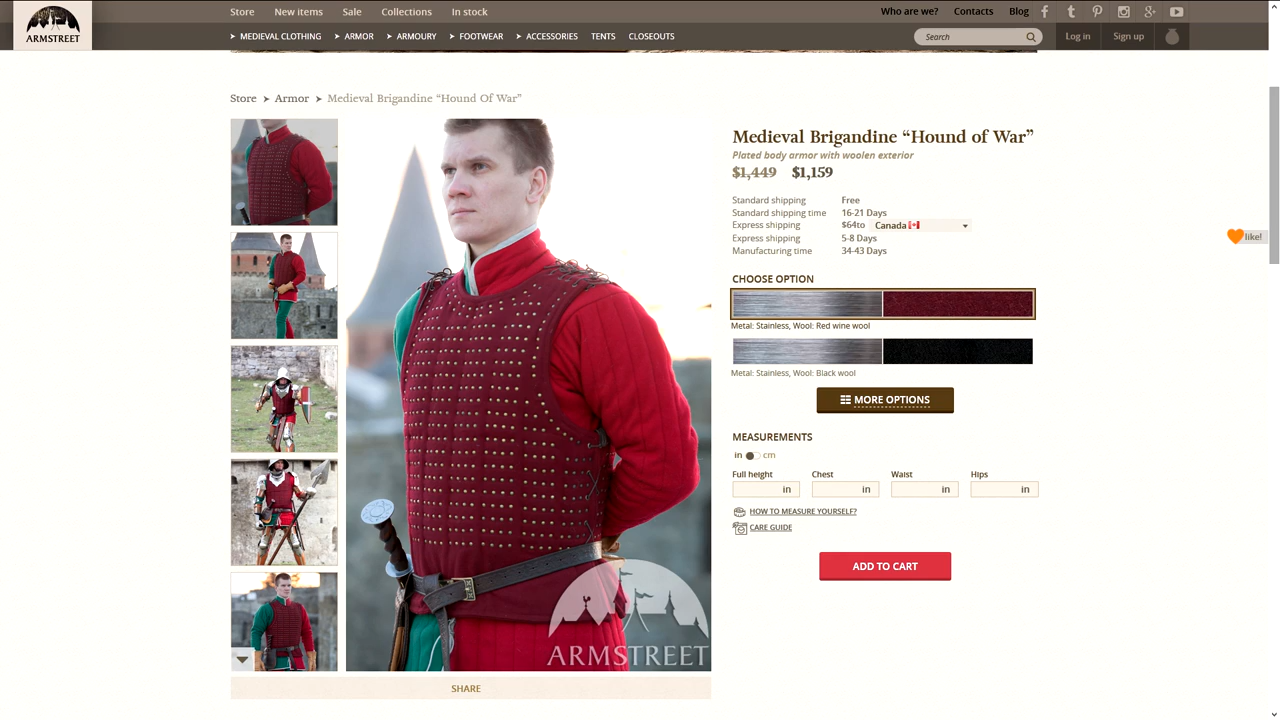 Store New items Sale Collections In stock Who are we? Contacts Blog
ARMSTREET
MEDIEVAL CLOTHING ARMOR ARMOURY FOOTWEAR ACCESSORIES TENTS CLOSEOUTS Search Log in Sign up
Store Armor Medieval Brigandine “Hound Of War”
Medieval Brigandine “Hound of War”
Plated body armor with woolen exterior
$1,449 $1,159
Standard shipping Free
Standard shipping time 16-21 Days
Express shipping $64to Canada
Express shipping 5-8 Days
Manufacturing time 34-43 Days
like!
CHOOSE OPTION
Metal: Stainless, Wool: Red wine wool
Metal: Stainless, Wool: Black wool
MORE OPTIONS
MEASUREMENTS
in cm
Full height Chest Waist Hips
in in in in
HOW TO MEASURE YOURSELF?
CARE GUIDE
ADD TO CART
ARMSTREET
SHARE